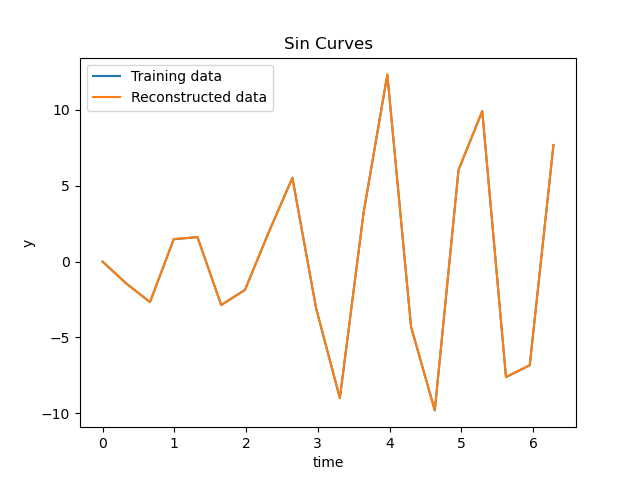 Sin Curves
Training data
Reconstructed data
10
5
0
−5
−10
y
0 1 2 3 4 5 6
time